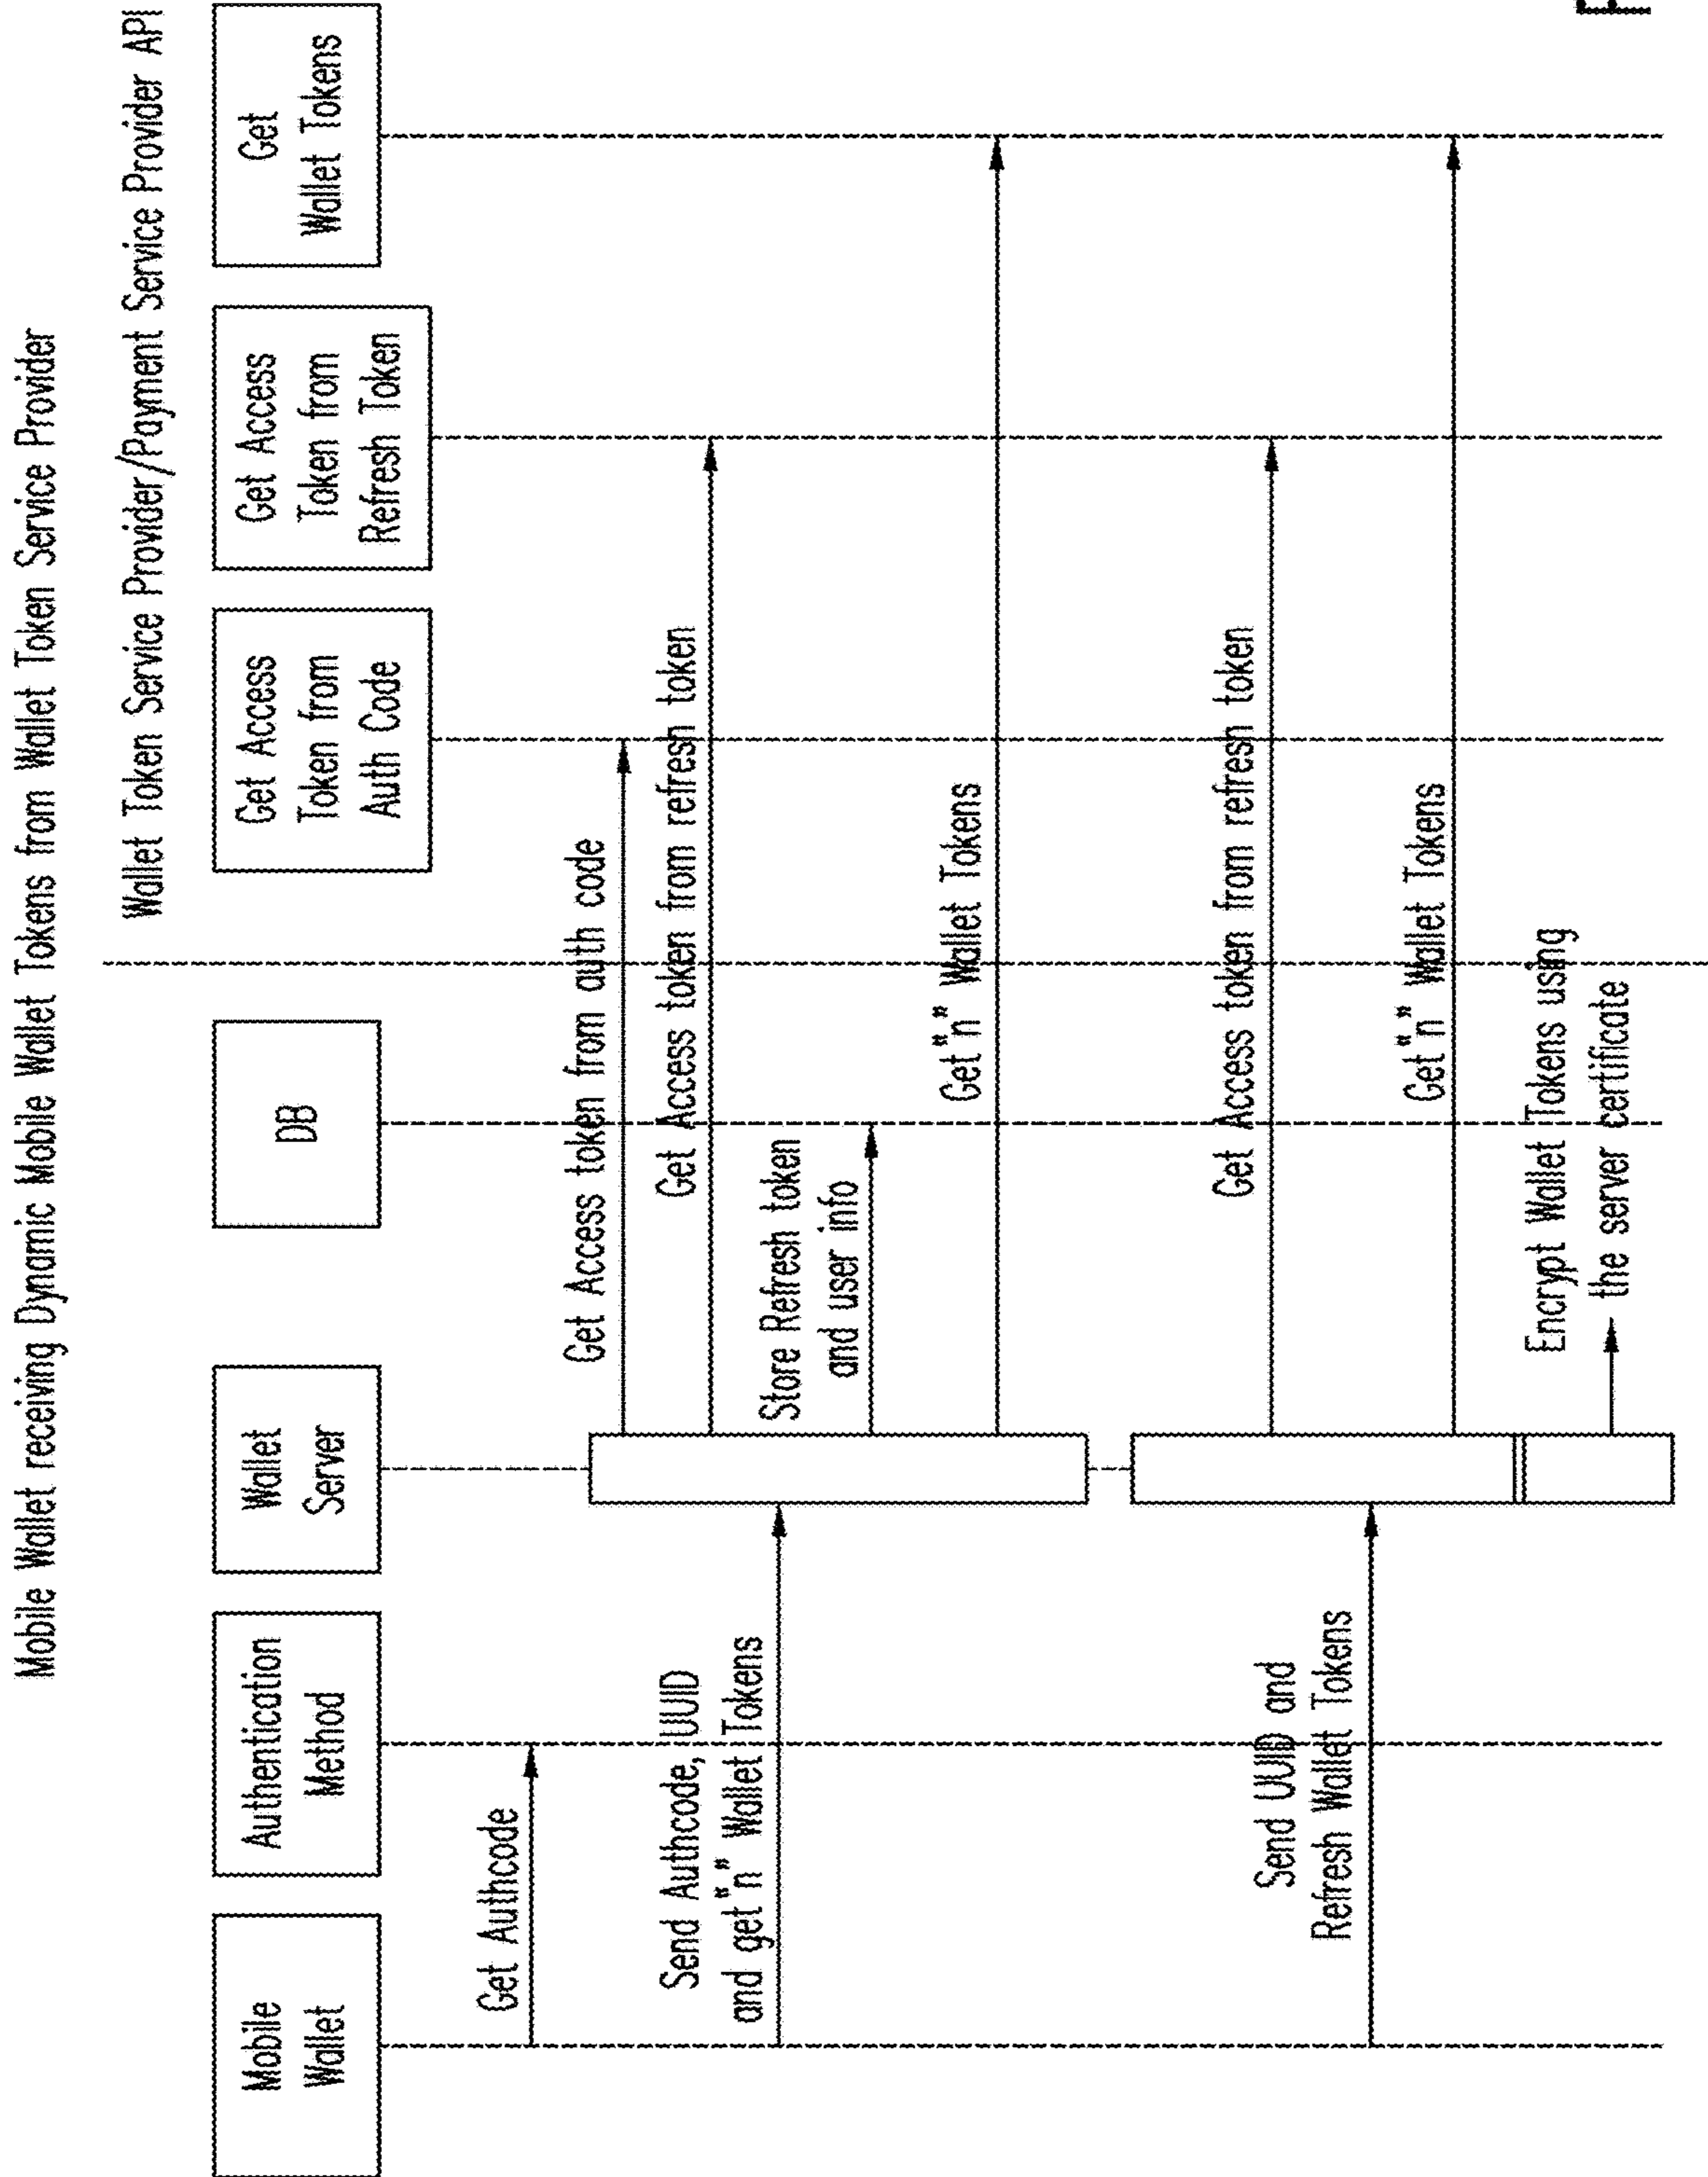 Mobile Wallet receiving Dynamic Mobile Wallet Tokens from Wallet Token Service Provider
Wallet Token Service Provider/Payment Service Provider API
Mobile
Wallet
Authentication
Method
Wallet
Server
DB
Get Access
Token from
Auth Code
Get Access
Token from
Refresh Token
Get
Wallet Tokens
Get Authcode
Get Access token from auth code
Send Authcode, UUID
and get "n" Wallet Tokens
Get Access token from refresh token
Store Refresh token
and user info
Get "n" Wallet Tokens
Get Access token from refresh token
Send UUID and
Refresh Wallet Tokens
Get "n" Wallet Tokens
Encrypt Wallet Tokens using
the server certificate